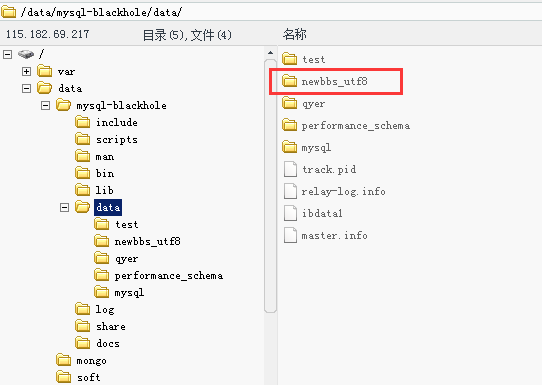 /data/mysql-blackhole/data/
115.182.69.217
目录(5),文件(4)
名称
/
var
data
mysql-blackhole
include
scripts
man
bin
lib
data
test
newbbs_utf8
qyer
performance_schema
mysql
log
share
docs
mongo
soft
test
newbbs_utf8
qyer
performance_schema
mysql
track.pid
relay-log.info
ibdata1
master.info